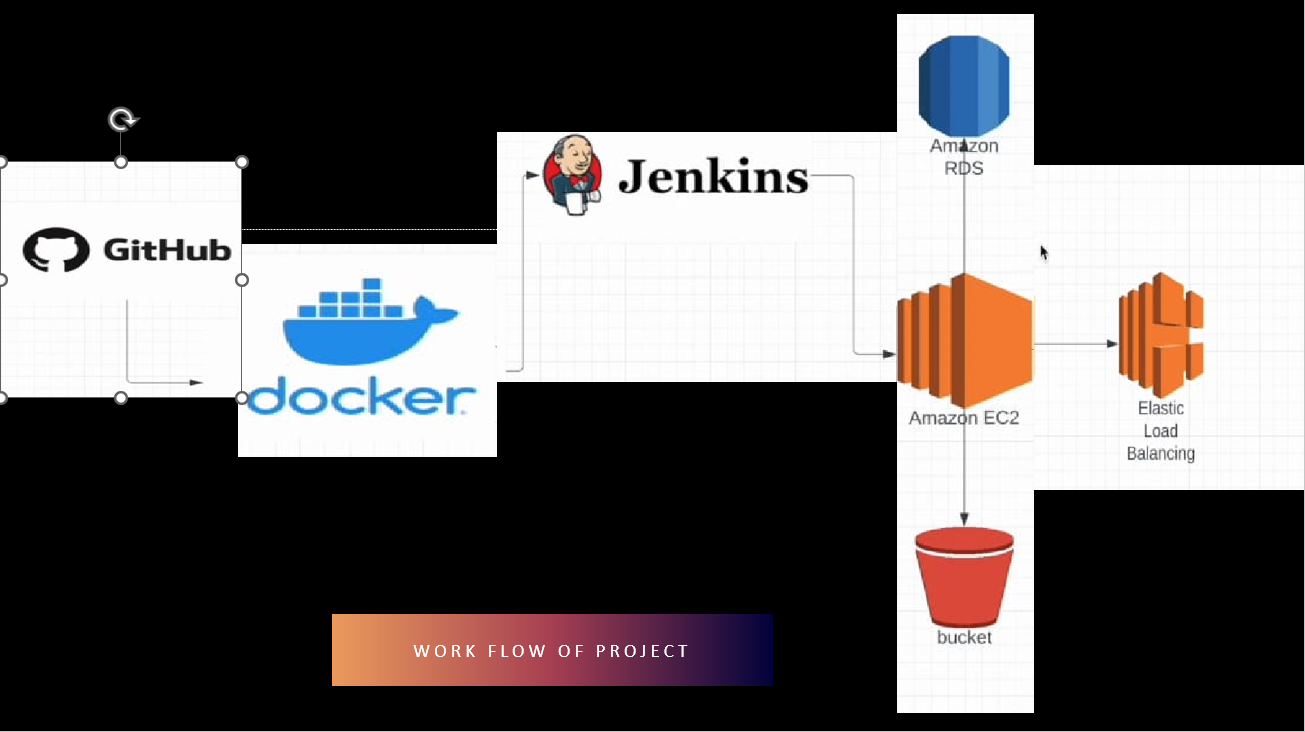 GitHub
docker
Jenkins
Amazon
RDS
Amazon EC2
Elastic
Load
Balancing
bucket
WORK FLOW OF PROJECT